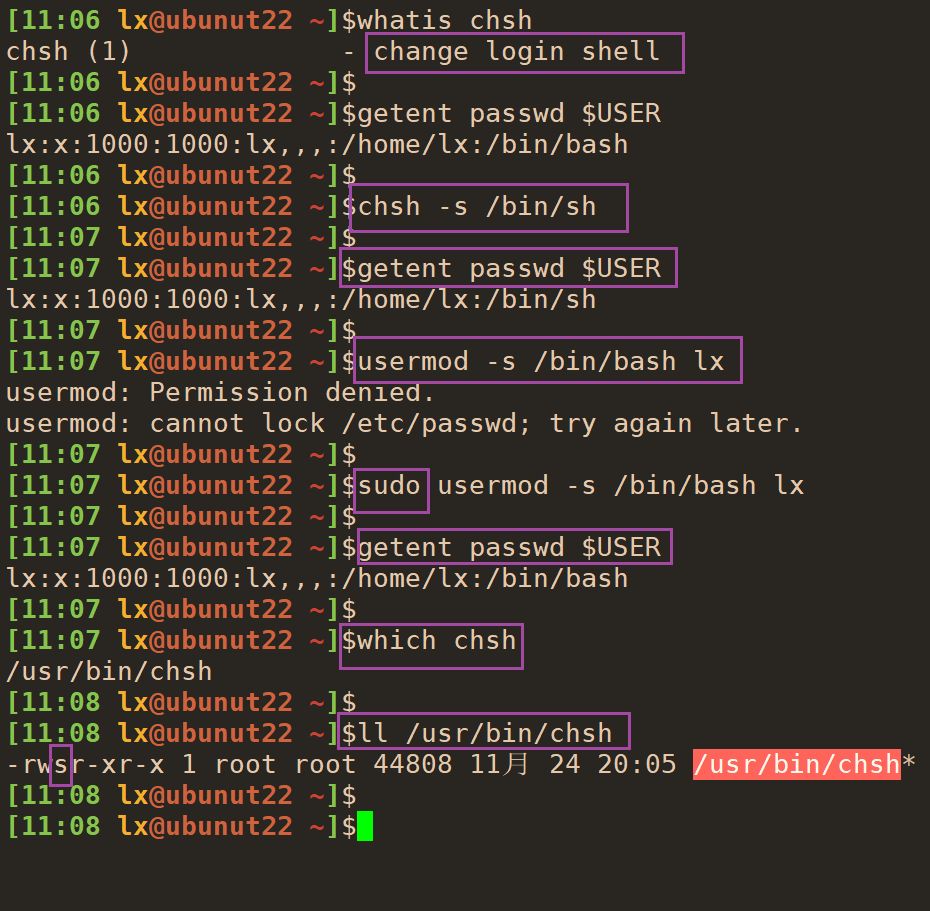 [11:06 lx@ubunut22 ~]$whatis chsh
chsh (1)             - change login shell
[11:06 lx@ubunut22 ~]$
[11:06 lx@ubunut22 ~]$getent passwd $USER
lx:x:1000:1000:lx,,,:/home/lx:/bin/bash
[11:06 lx@ubunut22 ~]$
[11:06 lx@ubunut22 ~]$chsh -s /bin/sh
[11:07 lx@ubunut22 ~]$
[11:07 lx@ubunut22 ~]$getent passwd $USER
lx:x:1000:1000:lx,,,:/home/lx:/bin/sh
[11:07 lx@ubunut22 ~]$
[11:07 lx@ubunut22 ~]$usermod -s /bin/bash lx
usermod: Permission denied.
usermod: cannot lock /etc/passwd; try again later.
[11:07 lx@ubunut22 ~]$
[11:07 lx@ubunut22 ~]$sudo usermod -s /bin/bash lx
[11:07 lx@ubunut22 ~]$
[11:07 lx@ubunut22 ~]$getent passwd $USER
lx:x:1000:1000:lx,,,:/home/lx:/bin/bash
[11:07 lx@ubunut22 ~]$
[11:07 lx@ubunut22 ~]$which chsh
/usr/bin/chsh
[11:08 lx@ubunut22 ~]$
[11:08 lx@ubunut22 ~]$ll /usr/bin/chsh
-rwsr-xr-x 1 root root 44808 11月 24 20:05 /usr/bin/chsh*
[11:08 lx@ubunut22 ~]$
[11:08 lx@ubunut22 ~]$